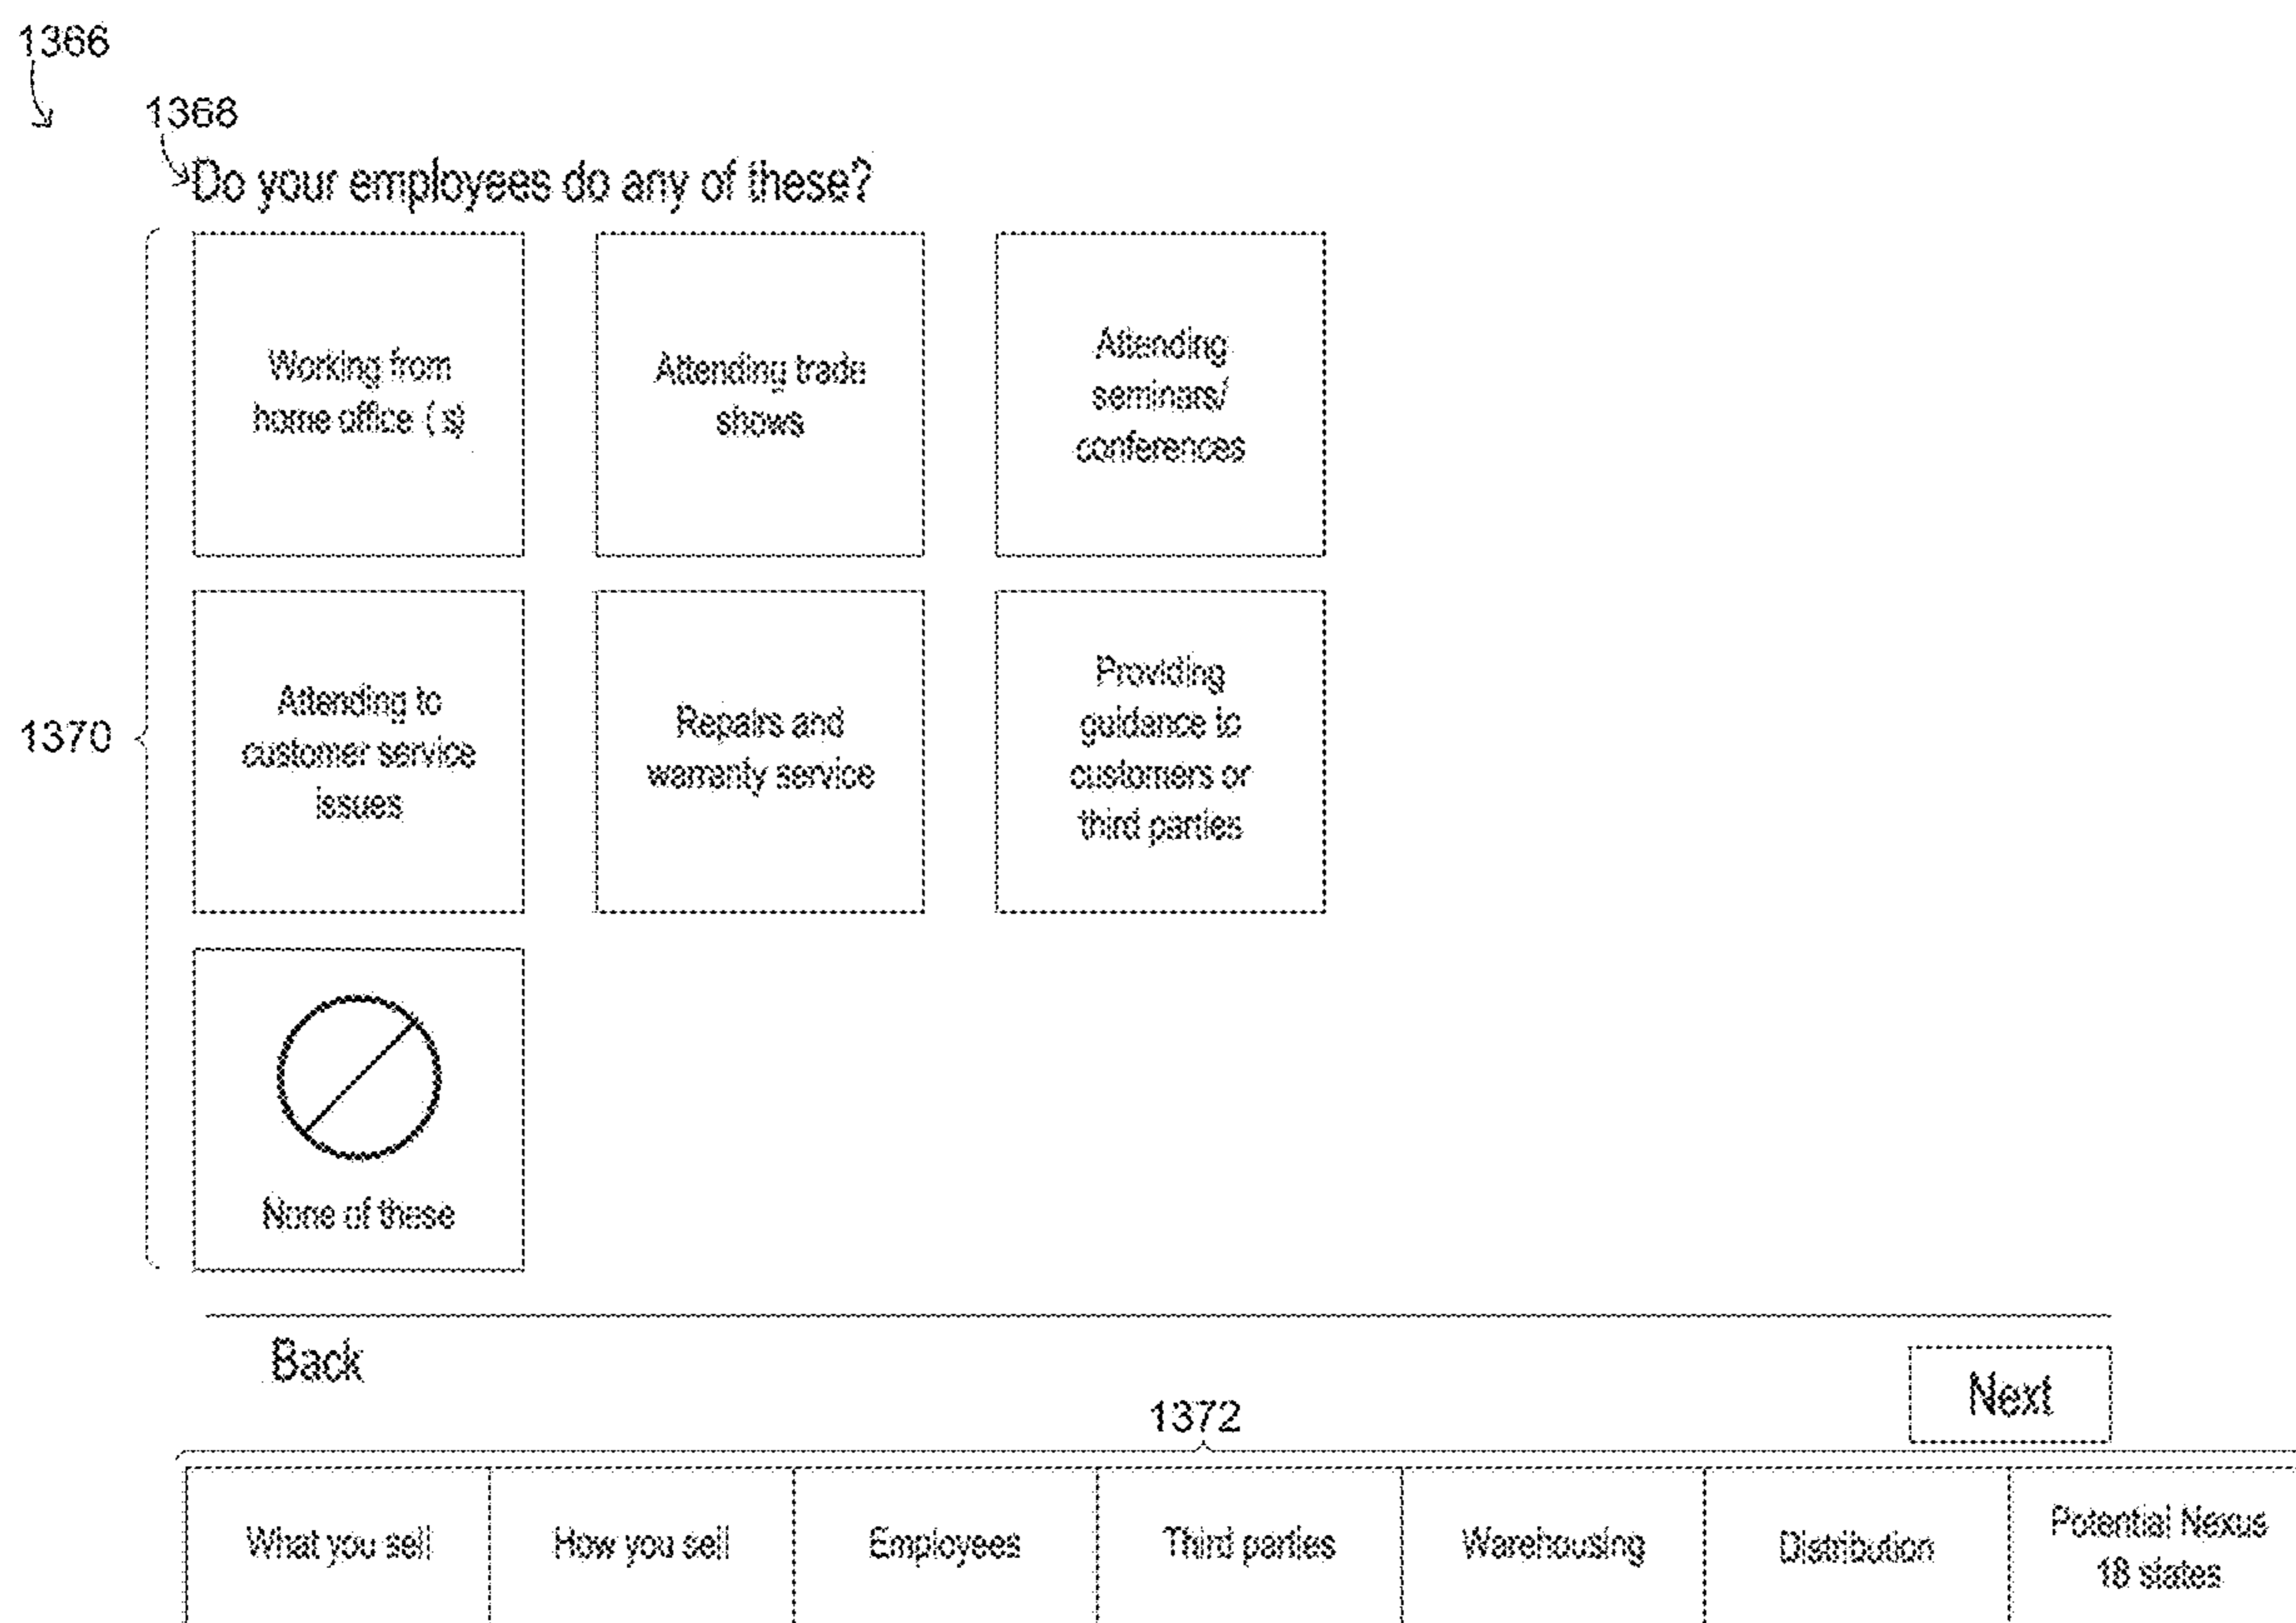 1366
1368
Do your employees do any of these?
Working from
home office (s)
Attending trade
shows
Attending
seminars/
conferences
1370
Attending to
customer service
issues
Repairs and
warranty service
Providing
guidance to
customers or
third parties
None of these
Back
Next
1372
What you sell
How you sell
Employees
Third parties
Warehousing
Distribution
Potential Nexus
18 states